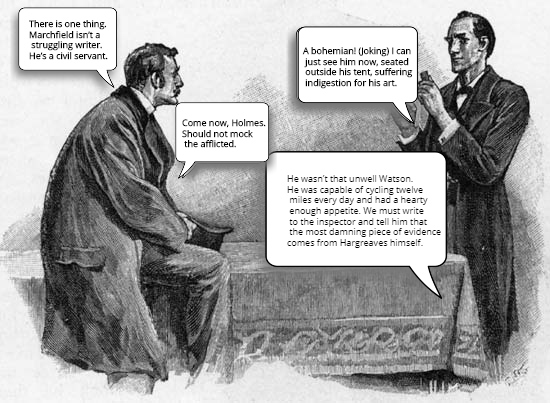 There is one thing.
Marchfield isn't a
struggling writer.
He's a civil servant.
A bohemian! (Joking) I can
just see him now, seated
outside his tent, suffering
indigestion for his art.
Come now, Holmes.
Should not mock
the afflicted.
He wasn't that unwell Watson.
He was capable of cycling twelve
miles every day and had a hearty
enough appetite. We must write
to the inspector and tell him that
the most damning piece of evidence
comes from Hargreaves himself.